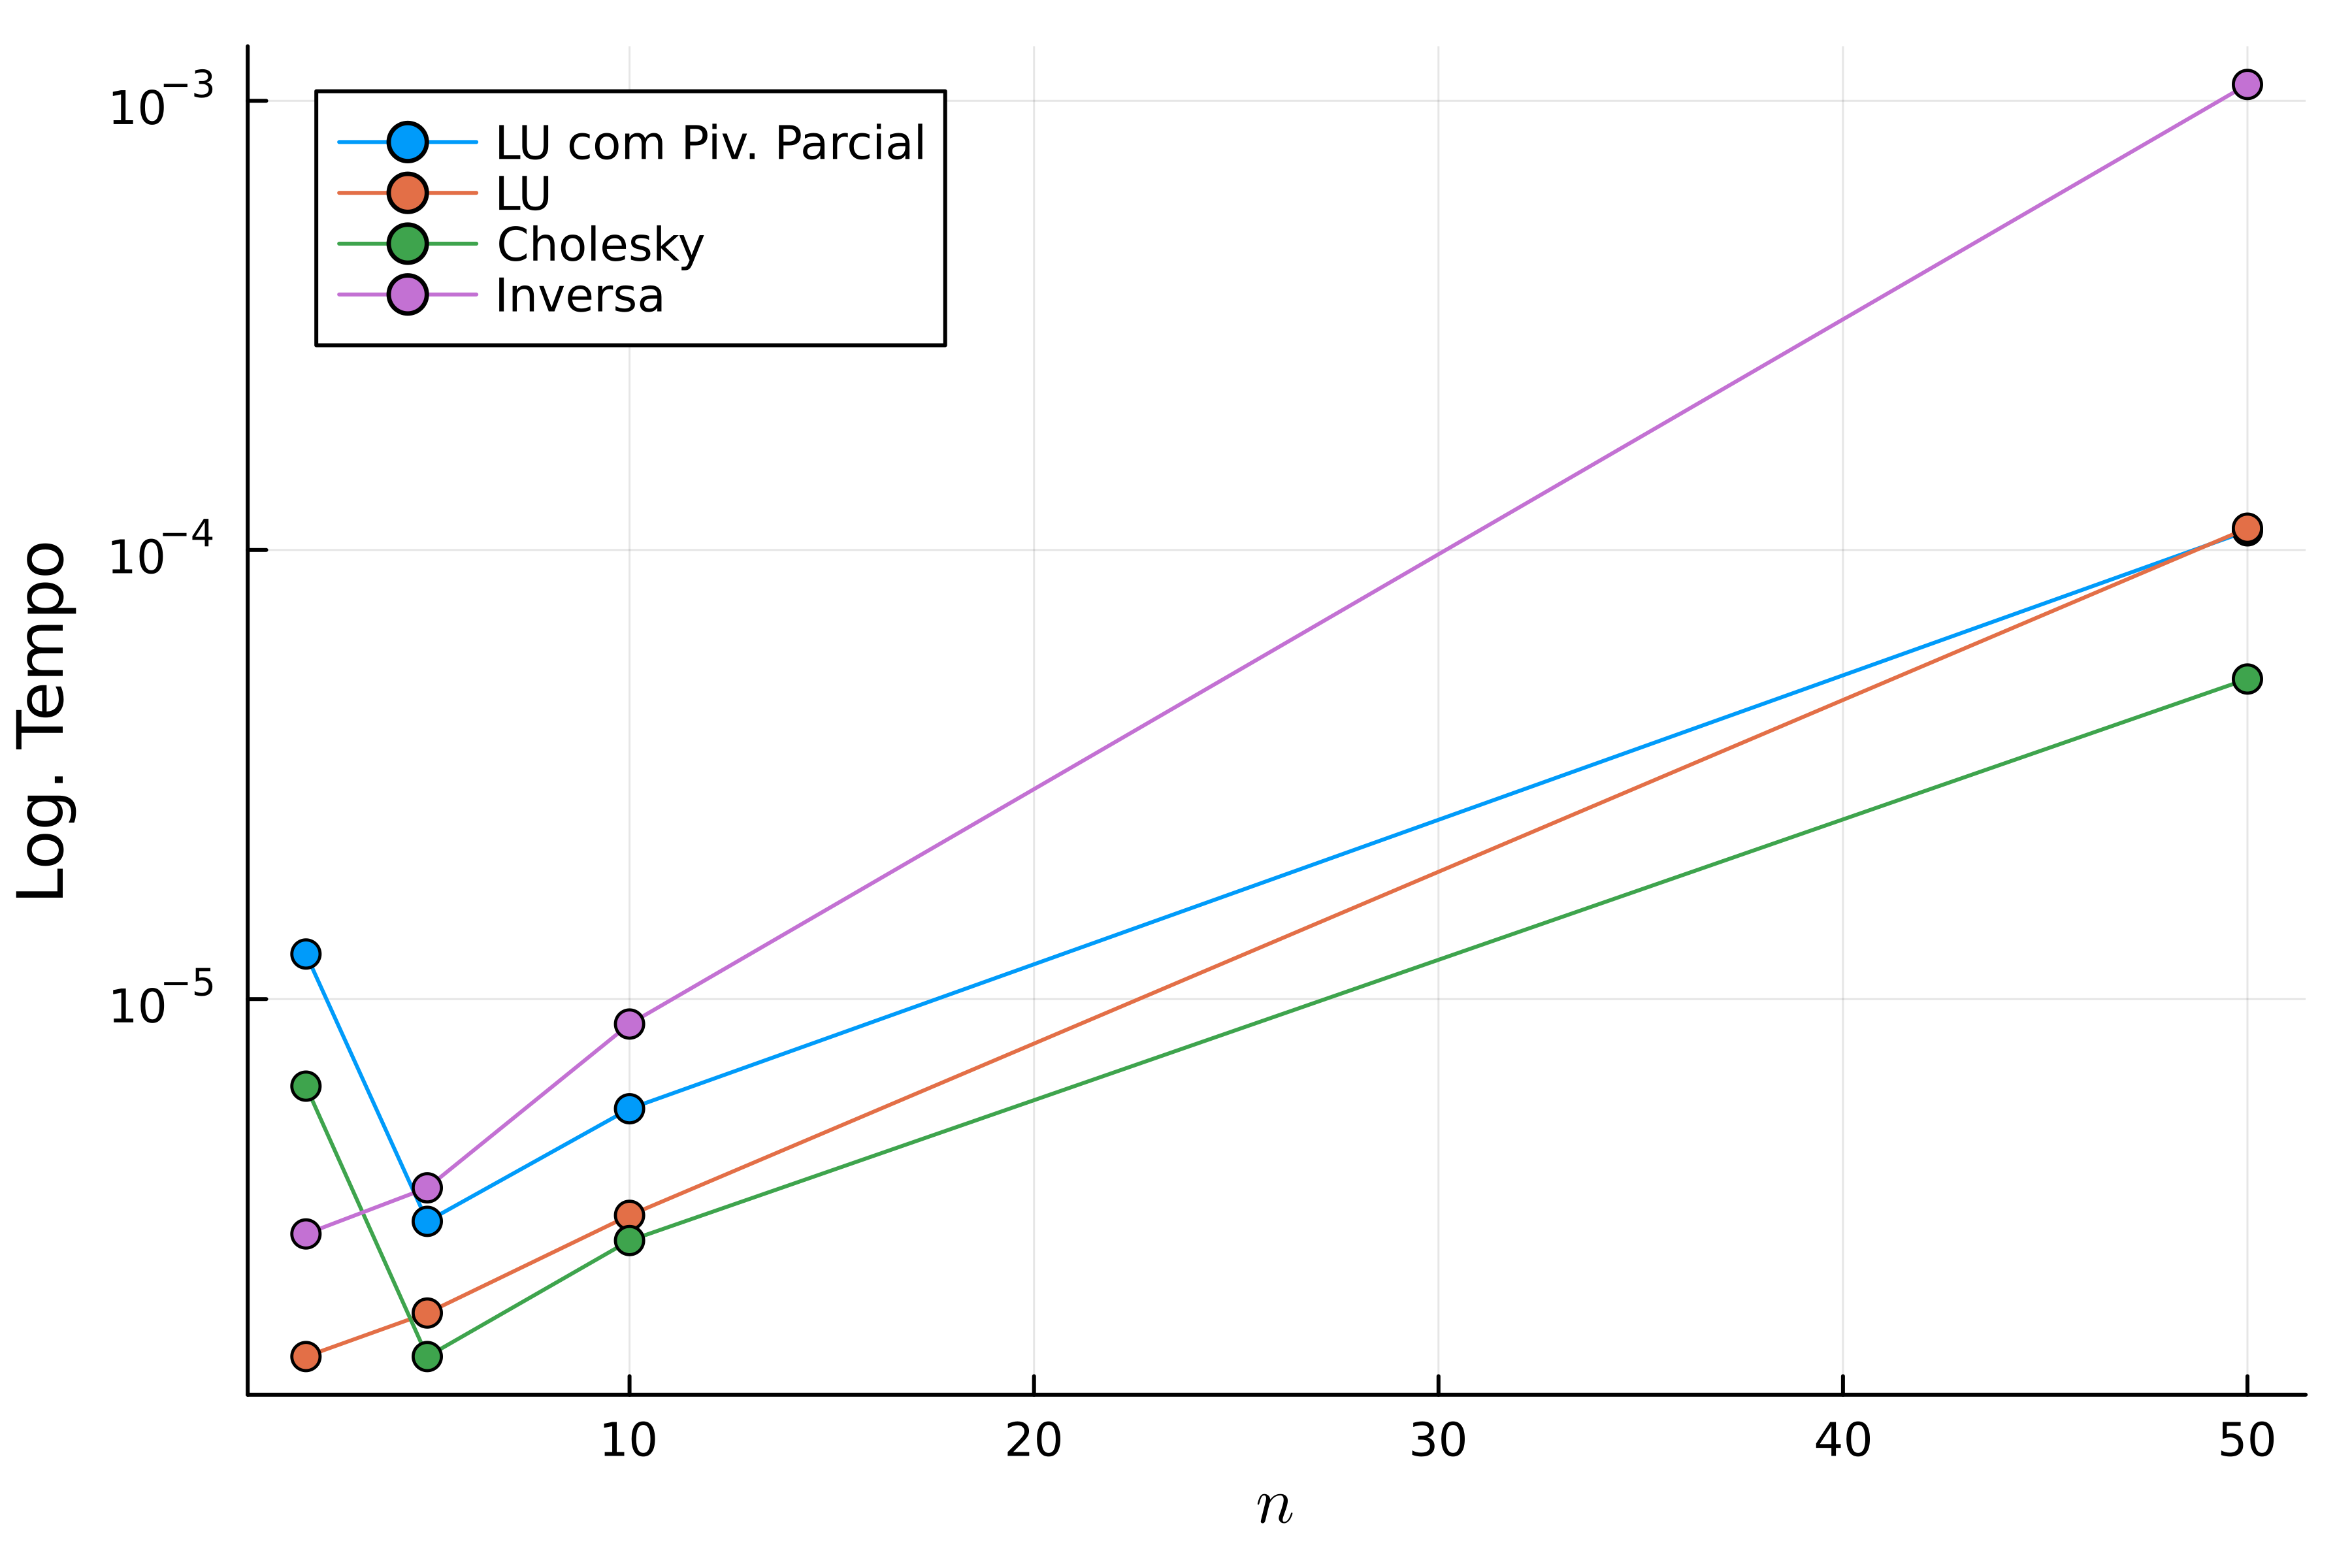 10−3
LU com Piv. Parcial
LU
Cholesky
Inversa
10−4
Log. Tempo
10−5
10 20 30 40 50
n